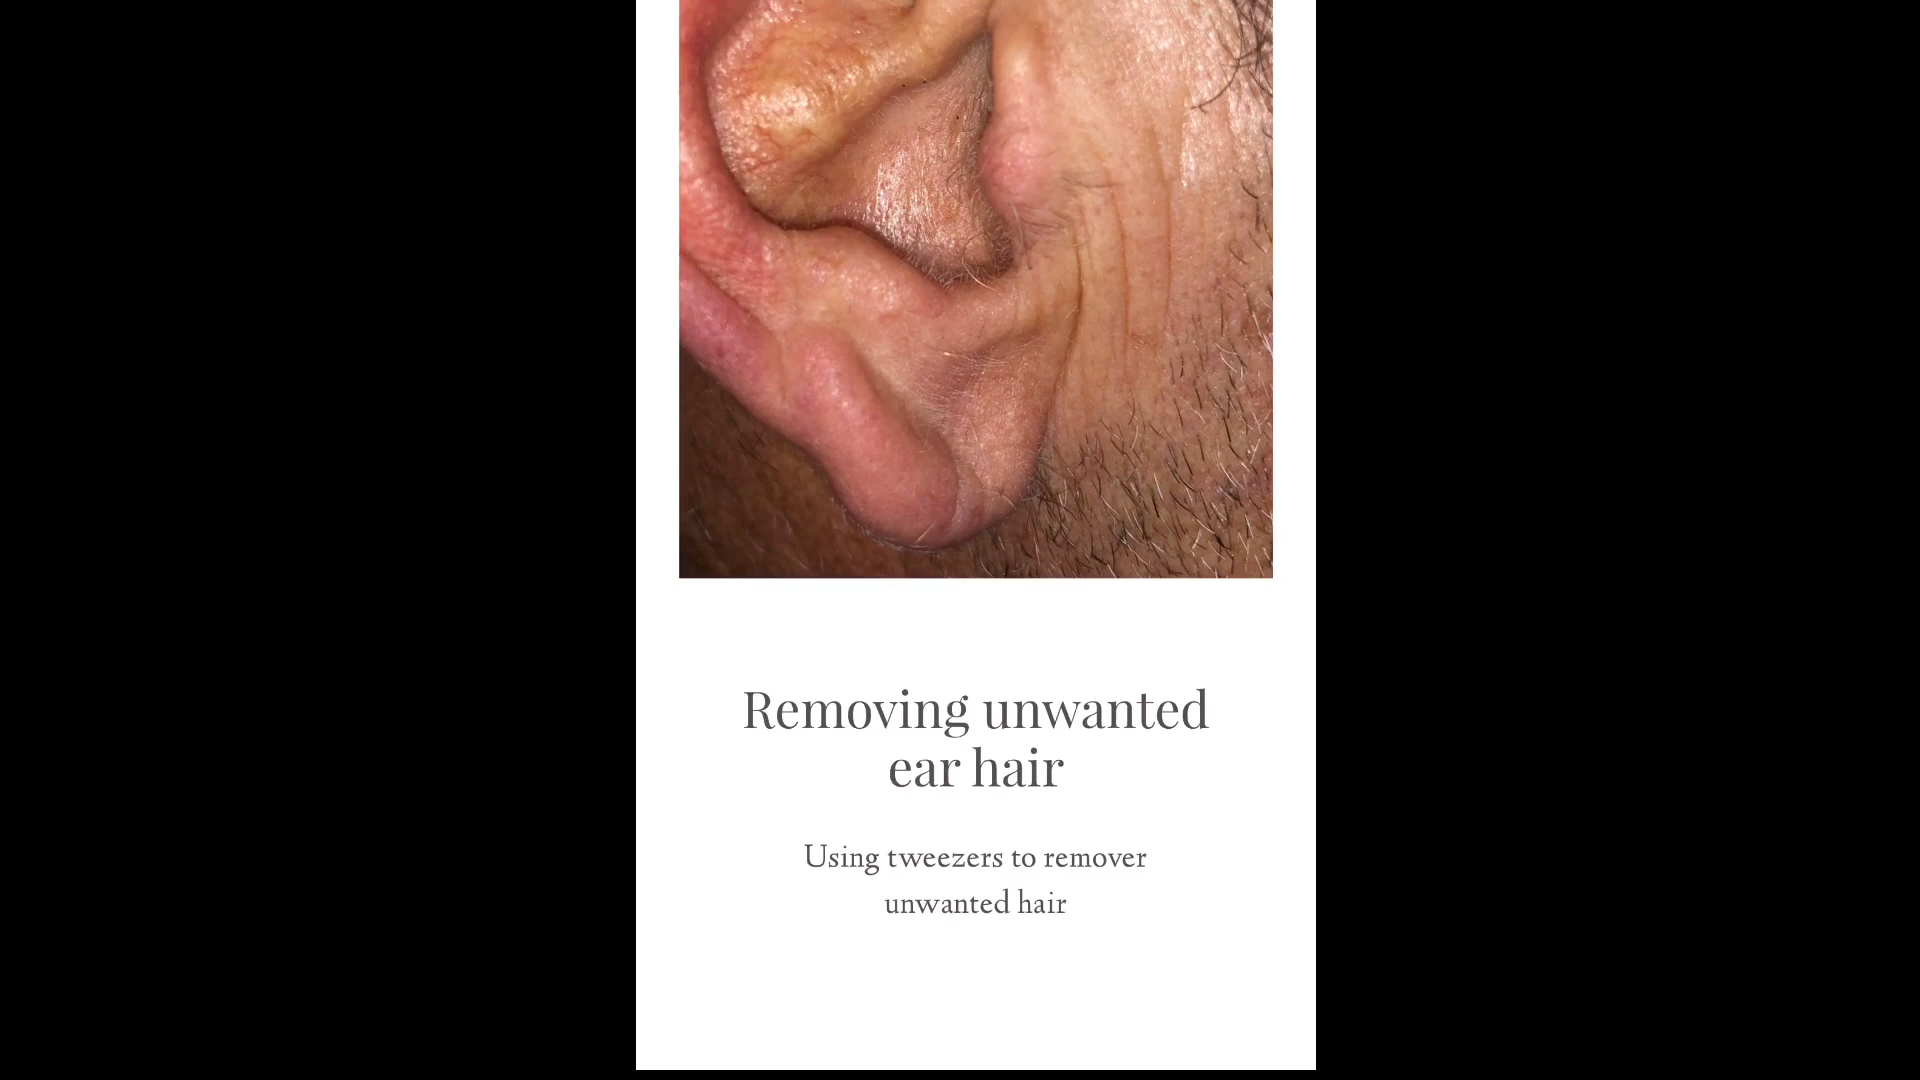 Removing unwanted
ear hair
Using tweezers to remover
unwanted hair